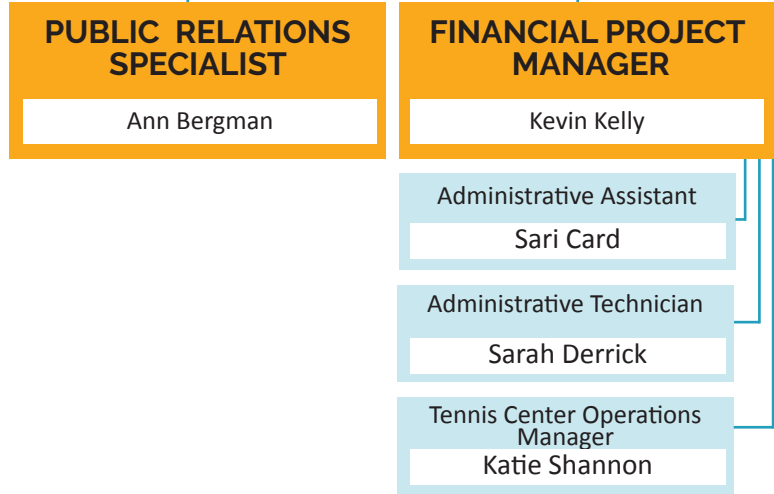 PUBLIC RELATIONS
SPECIALIST
Ann Bergman
FINANCIAL PROJECT
MANAGER
Kevin Kelly
Administrative Assistant
Sari Card
Administrative Technician
Sarah Derrick
Tennis Center Operations
Manager
Katie Shannon